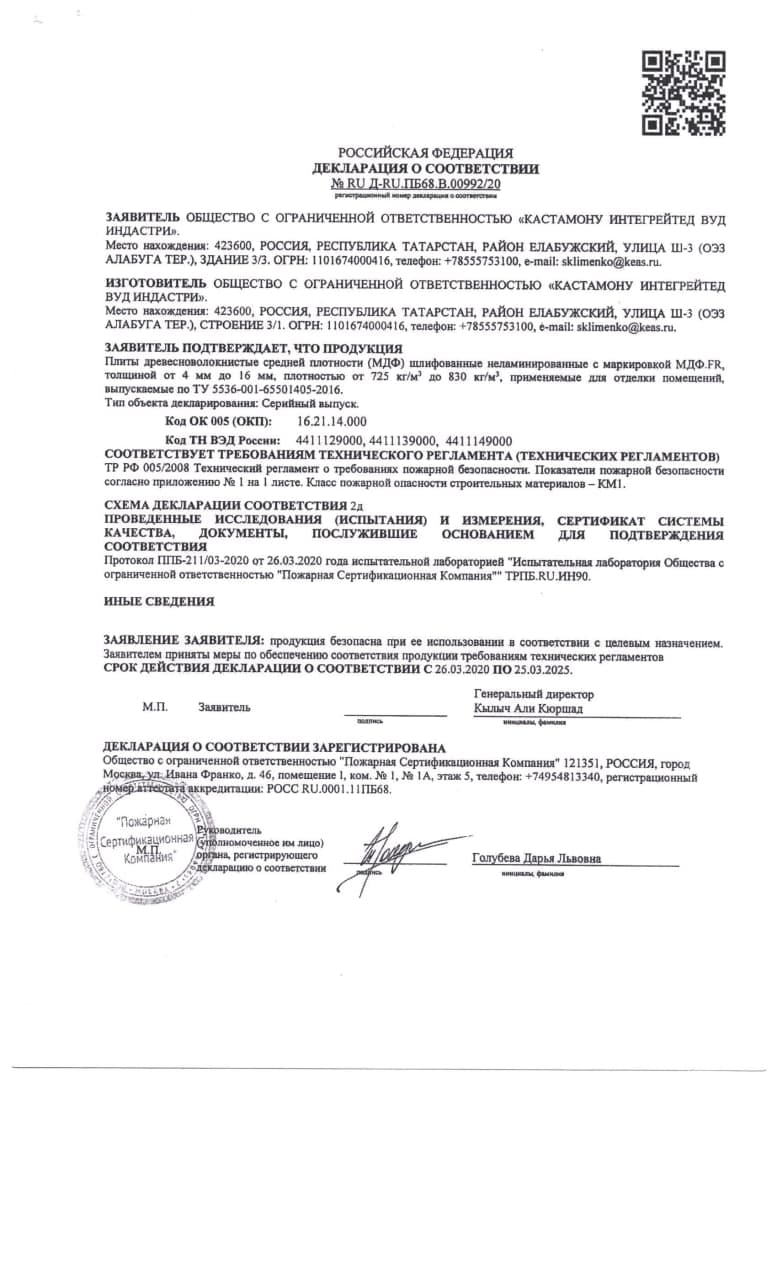 РОССИЙСКАЯ ФЕДЕРАЦИЯ
ДЕКЛАРАЦИЯ О СООТВЕТСТВИИ
№ RU Д-RU.ПБ68.В.00992/20
регистрационный номер декларации о соответствии
ЗАЯВИТЕЛЬ ОБЩЕСТВО С ОГРАНИЧЕННОЙ ОТВЕТСТВЕННОСТЬЮ «КАСТАМОНУ ИНТЕГРЕЙТЕД ВУД
ИНДАСТРИ».
Место нахождения: 423600, РОССИЯ, РЕСПУБЛИКА ТАТАРСТАН, РАЙОН ЕЛАБУЖСКИЙ, УЛИЦА Ш-3 (ОЭЗ
АЛАБУГА ТЕР.), ЗДАНИЕ 3/3. ОГРН: 1101674000416, телефон: +78555753100, e-mail: sklimenko@keas.ru.
ИЗГОТОВИТЕЛЬ ОБЩЕСТВО С ОГРАНИЧЕННОЙ ОТВЕТСТВЕННОСТЬЮ «КАСТАМОНУ ИНТЕГРЕЙТЕД
ВУД ИНДАСТРИ».
Место нахождения: 423600, РОССИЯ, РЕСПУБЛИКА ТАТАРСТАН, РАЙОН ЕЛАБУЖСКИЙ, УЛИЦА Ш-3 (ОЭЗ
АЛАБУГА ТЕР.), СТРОЕНИЕ 3/1. ОГРН: 1101674000416, телефон: +78555753100, e-mail: sklimenko@keas.ru.
ЗАЯВИТЕЛЬ ПОДТВЕРЖДАЕТ, ЧТО ПРОДУКЦИЯ
Плиты древесноволокнистые средней плотности (МДФ) шлифованные неламинированные с маркировкой МДФ.FR,
толщиной от 4 мм до 16 мм, плотностью от 725 кг/м³ до 830 кг/м³, применяемые для отделки помещений,
выпускаемые по ТУ 5536-001-65501405-2016.
Тип объекта декларирования: Серийный выпуск.
Код ОК 005 (ОКП): 16.21.14.000
Код ТН ВЭД России: 4411129000, 4411139000, 4411149000
СООТВЕТСТВУЕТ ТРЕБОВАНИЯМ ТЕХНИЧЕСКОГО РЕГЛАМЕНТА (ТЕХНИЧЕСКИХ РЕГЛАМЕНТОВ)
ТР РФ 005/2008 Технический регламент о требованиях пожарной безопасности. Показатели пожарной безопасности
согласно приложению № 1 на 1 листе. Класс пожарной опасности строительных материалов – КМ1.
СХЕМА ДЕКЛАРАЦИИ СООТВЕТСТВИЯ 2д
ПРОВЕДЕННЫЕ ИССЛЕДОВАНИЯ (ИСПЫТАНИЯ) И ИЗМЕРЕНИЯ, СЕРТИФИКАТ СИСТЕМЫ
КАЧЕСТВА, ДОКУМЕНТЫ, ПОСЛУЖИВШИЕ ОСНОВАНИЕМ ДЛЯ ПОДТВЕРЖДЕНИЯ
СООТВЕТСТВИЯ
Протокол ППБ-211/03-2020 от 26.03.2020 года испытательной лабораторией "Испытательная лаборатория Общества с
ограниченной ответственностью "Пожарная Сертификационная Компания"" ТРПБ.RU.ИН90.
ИНЫЕ СВЕДЕНИЯ
ЗАЯВЛЕНИЕ ЗАЯВИТЕЛЯ: продукция безопасна при ее использовании в соответствии с целевым назначением.
Заявителем приняты меры по обеспечению соответствия продукции требованиям технических регламентов
СРОК ДЕЙСТВИЯ ДЕКЛАРАЦИИ О СООТВЕТСТВИИ С 26.03.2020 ПО 25.03.2025.
Генеральный директор
М.П. Заявитель Кылыч Али Кюршад
подпись инициалы, фамилия
ДЕКЛАРАЦИЯ О СООТВЕТСТВИИ ЗАРЕГИСТРИРОВАНА
Общество с ограниченной ответственностью "Пожарная Сертификационная Компания" 121351, РОССИЯ, город
Москва, ул. Ивана Франко, д. 46, помещение I, ком. № 1, № 1А, этаж 5, телефон: +74954813340, регистрационный
номер аттестата аккредитации: РОСС RU.0001.11ПБ68.
"Пожарная
Сертификационная
Компания"
М.П.
МОСКВА
Руководитель
(уполномоченное им лицо)
органа, регистрирующего
декларацию о соответствии
подпись
Голубева Дарья Львовна
инициалы, фамилия